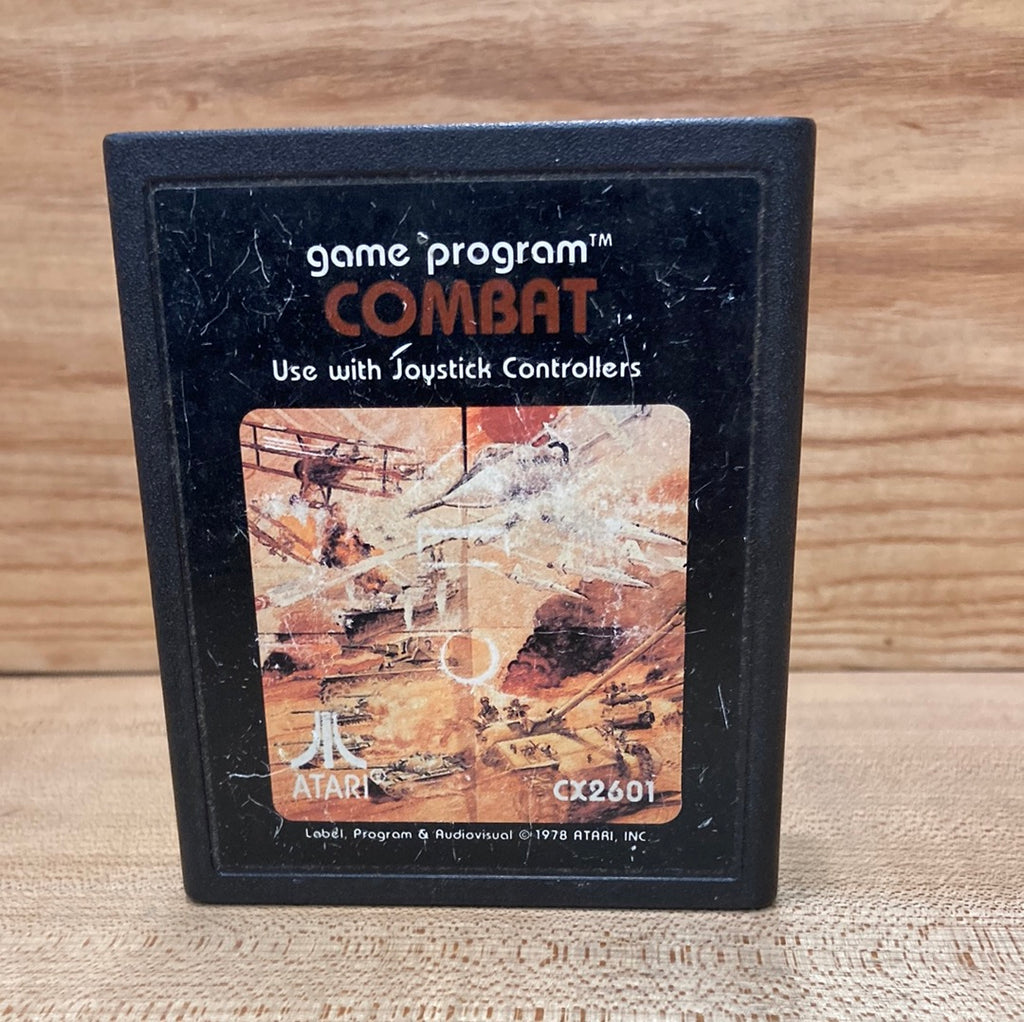 game program™
COMBAT
Use with Joystick Controllers
ATARI®
CX2601
Label, Program & Audiovisual © 1978 ATARI, INC.